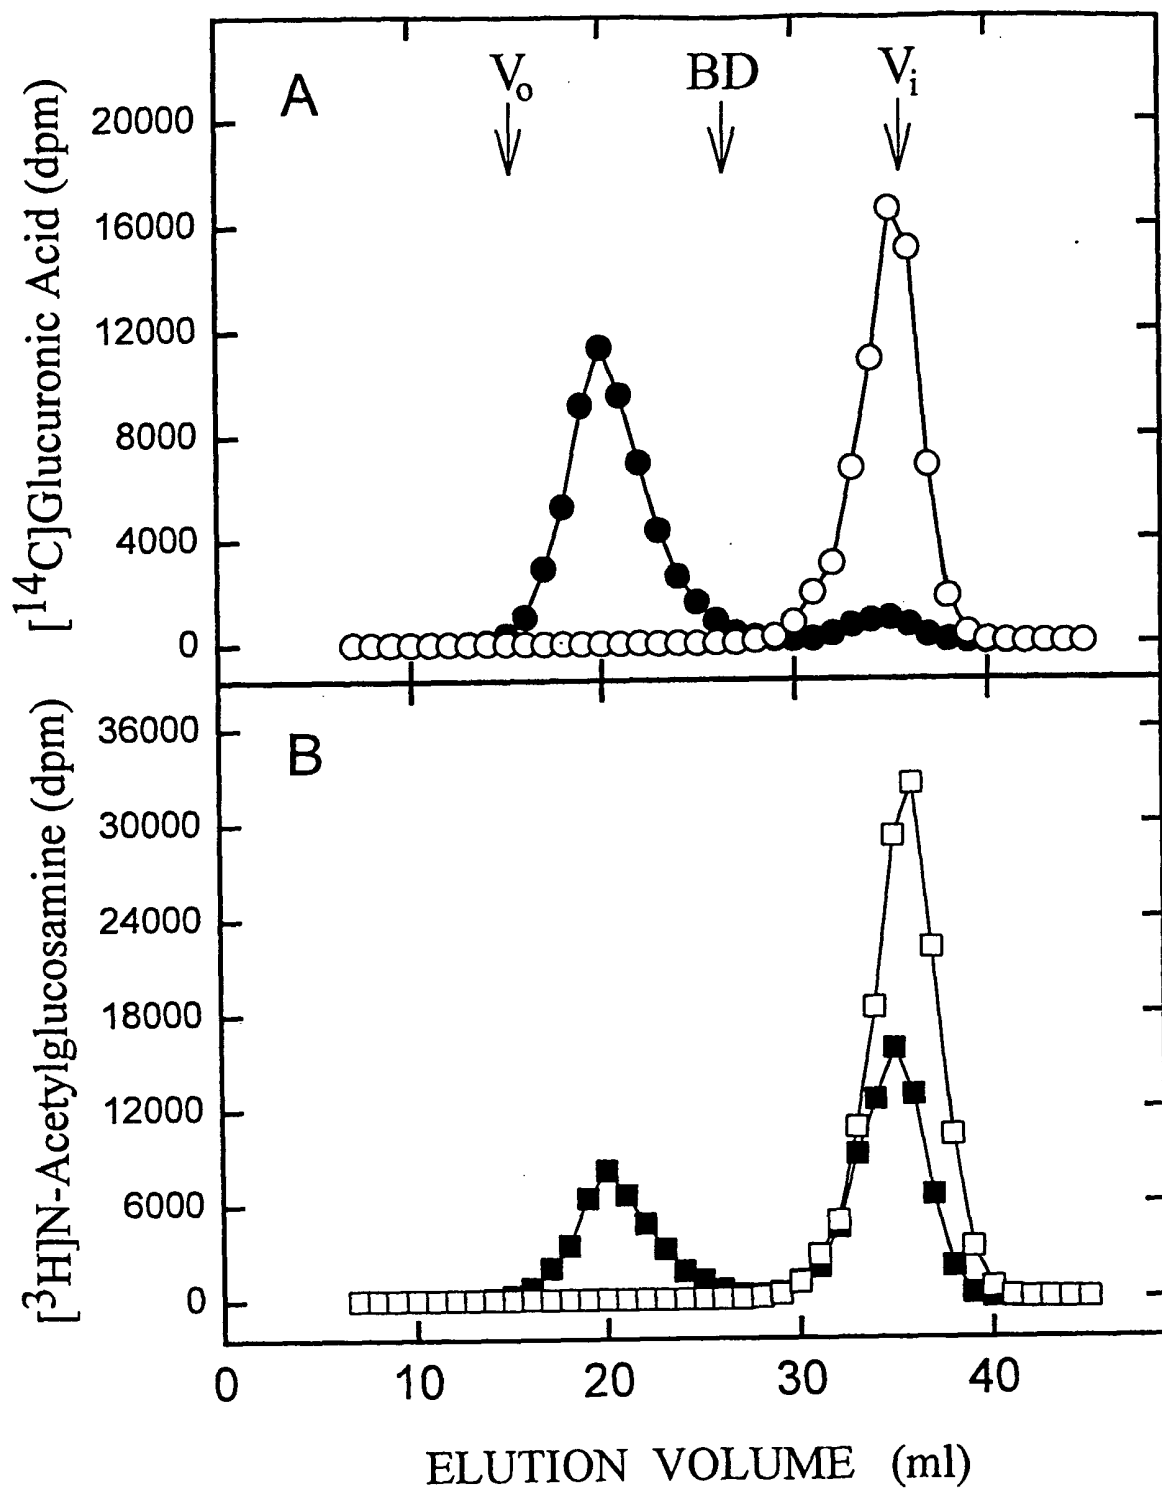 A
V₀
BD
Vᵢ
[¹⁴C]Glucuronic Acid (dpm)
20000
16000
12000
8000
4000
0
B
[³H]N-Acetylglucosamine (dpm)
36000
30000
24000
18000
12000
6000
0
0 10 20 30 40
ELUTION VOLUME (ml)